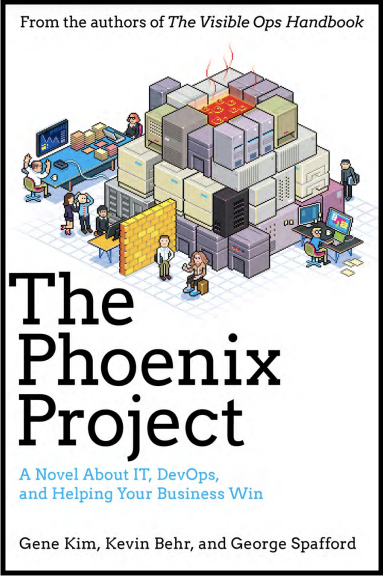 From the authors of The Visible Ops Handbook
The
Phoenix
Project
A Novel About IT, DevOps,
and Helping Your Business Win
Gene Kim, Kevin Behr, and George Spafford